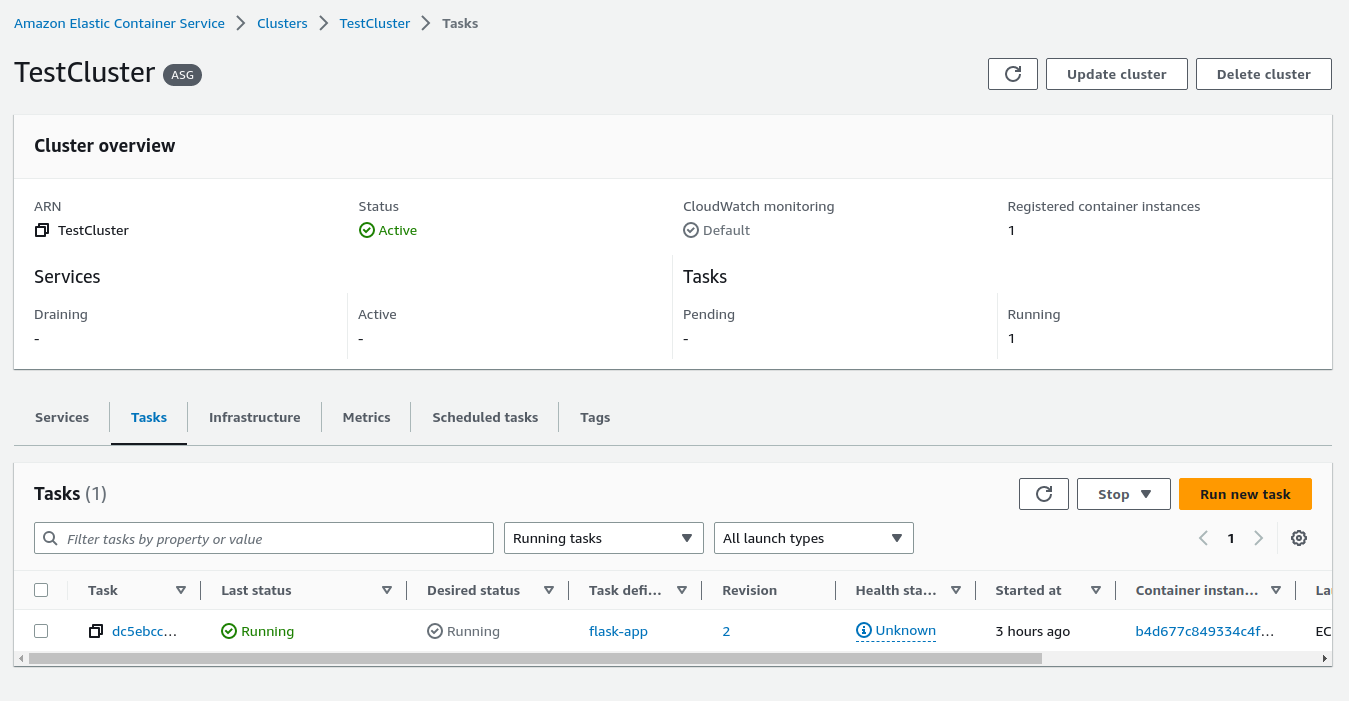 Amazon Elastic Container Service > Clusters > TestCluster > Tasks
TestCluster ASG
Update cluster Delete cluster
Cluster overview
ARN Status CloudWatch monitoring Registered container instances
TestCluster Active Default 1
Services Tasks
Draining Active Pending Running
- - - 1
Services Tasks Infrastructure Metrics Scheduled tasks Tags
Tasks (1) Stop Run new task
Filter tasks by property or value Running tasks All launch types 1
Task Last status Desired status Task defi... Revision Health sta... Started at Container instan... La
dc5ebcc... Running Running flask-app 2 Unknown 3 hours ago b4d677c849334c4f... EC